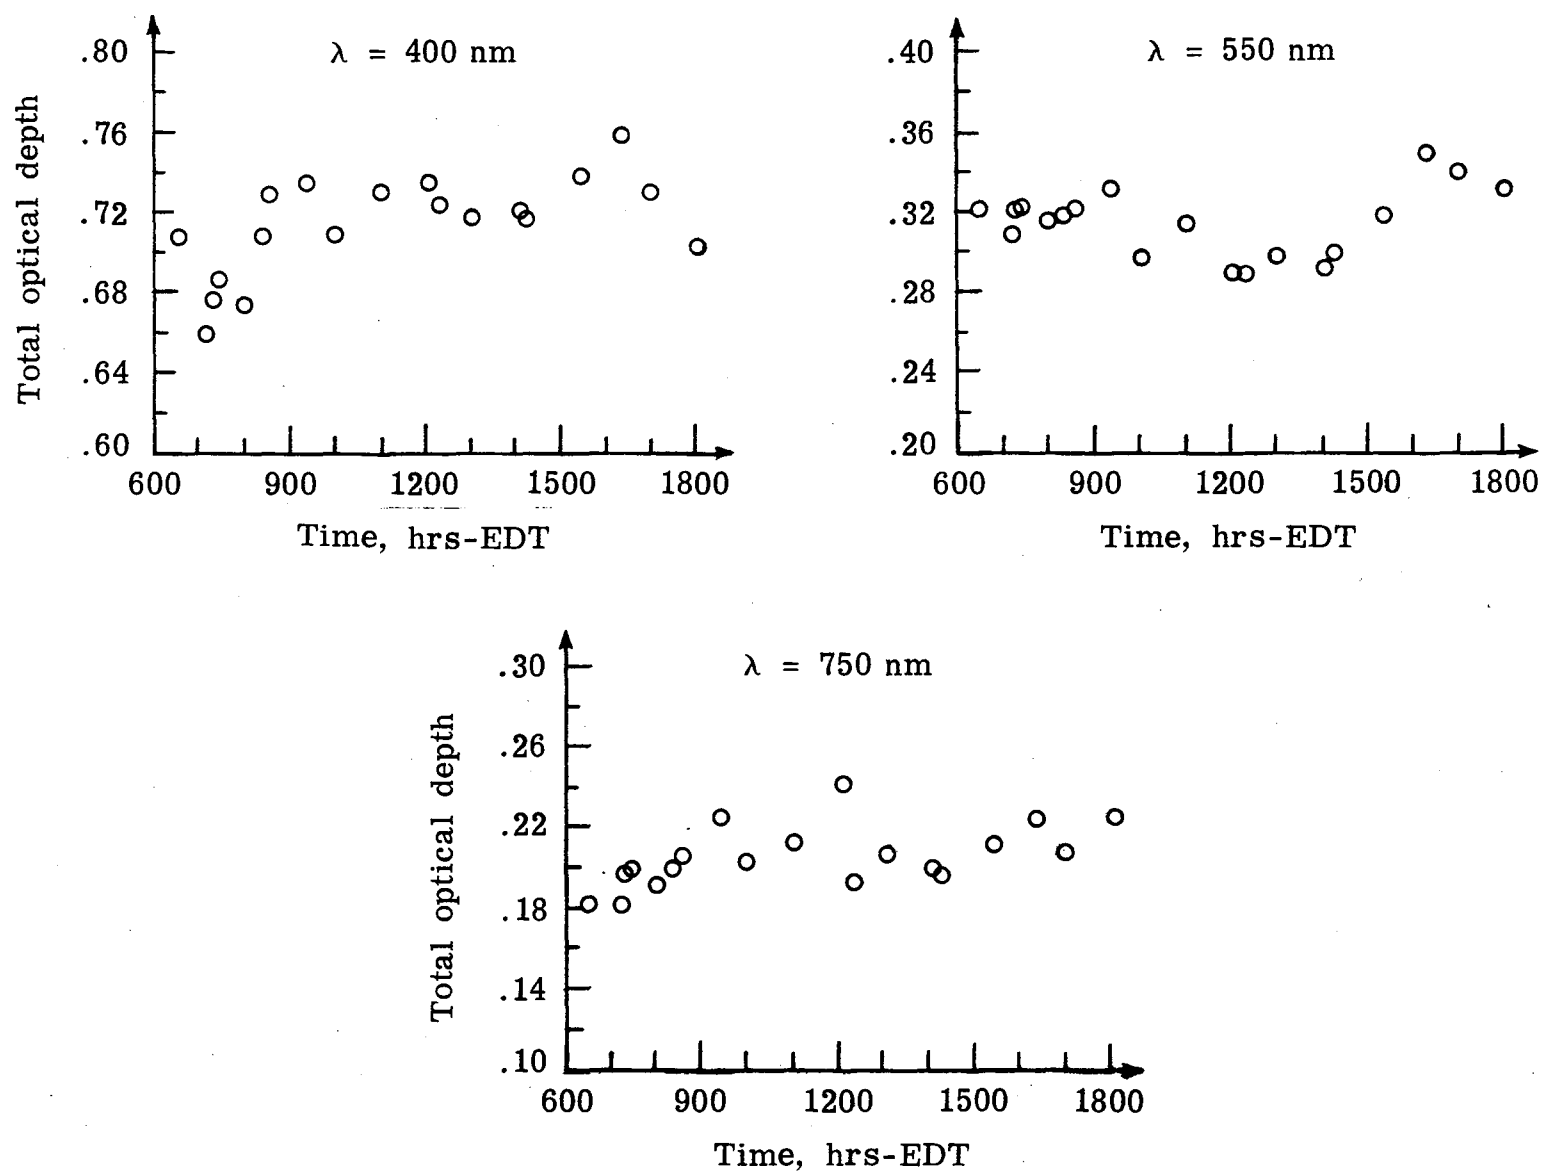 λ = 400 nm
Total optical depth
.80
.76
.72
.68
.64
.60
600 900 1200 1500 1800
Time, hrs-EDT
λ = 550 nm
.40
.36
.32
.28
.24
.20
600 900 1200 1500 1800
Time, hrs-EDT
λ = 750 nm
Total optical depth
.30
.26
.22
.18
.14
.10
600 900 1200 1500 1800
Time, hrs-EDT